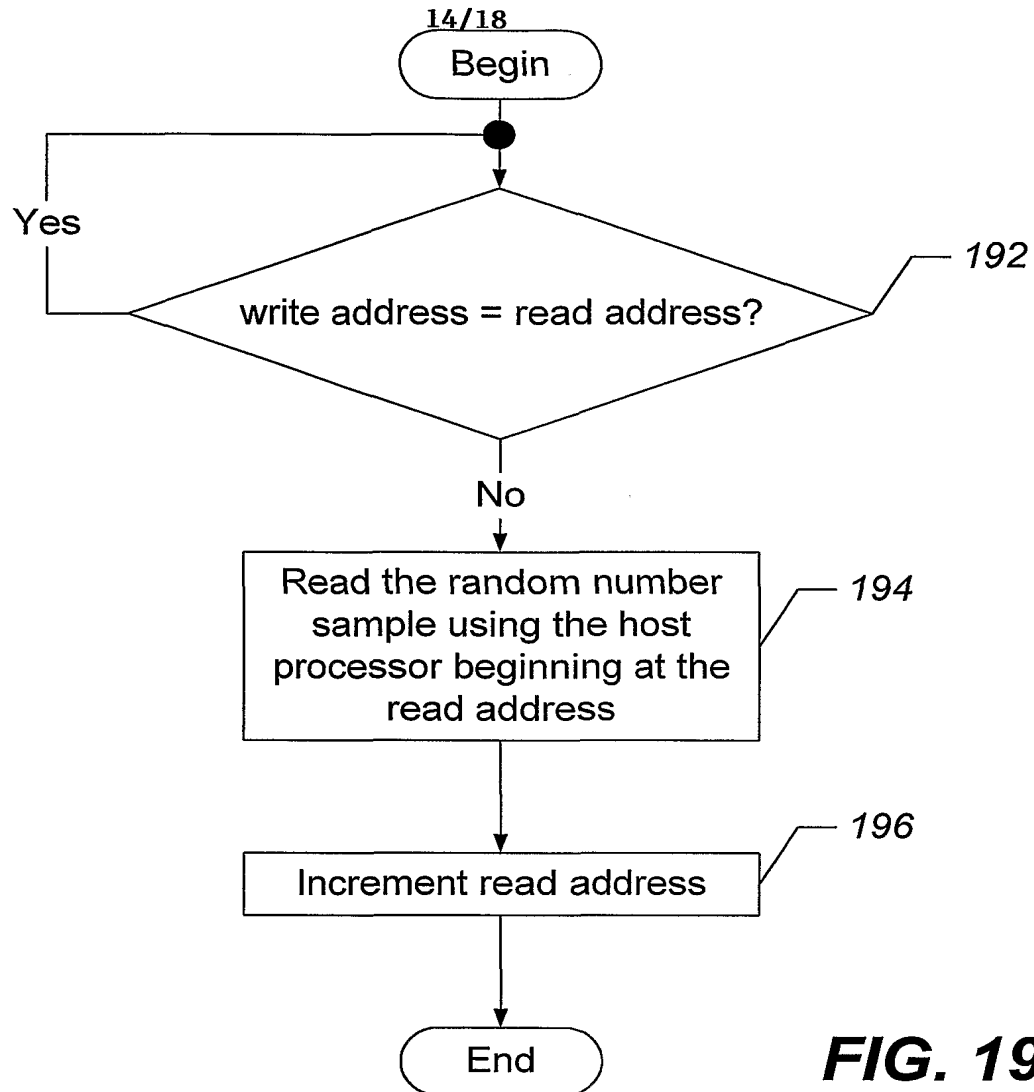 14/18
Begin
Yes
192
write address = read address?
No
Read the random number
sample using the host
processor beginning at the
read address
194
196
Increment read address
End
FIG. 19